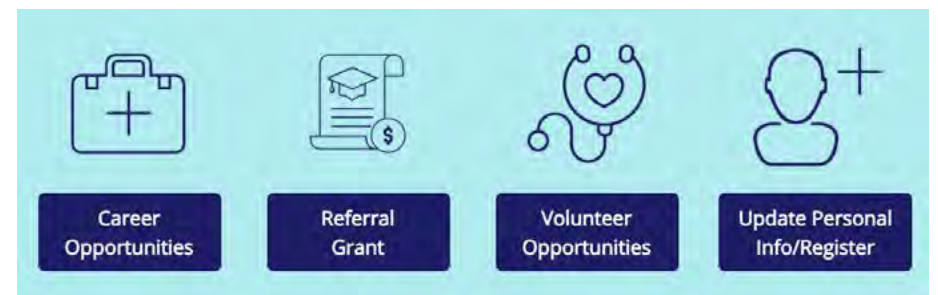 $
Career
Opportunities
Referral
Grant
Volunteer
Opportunities
Update Personal
Info/Register